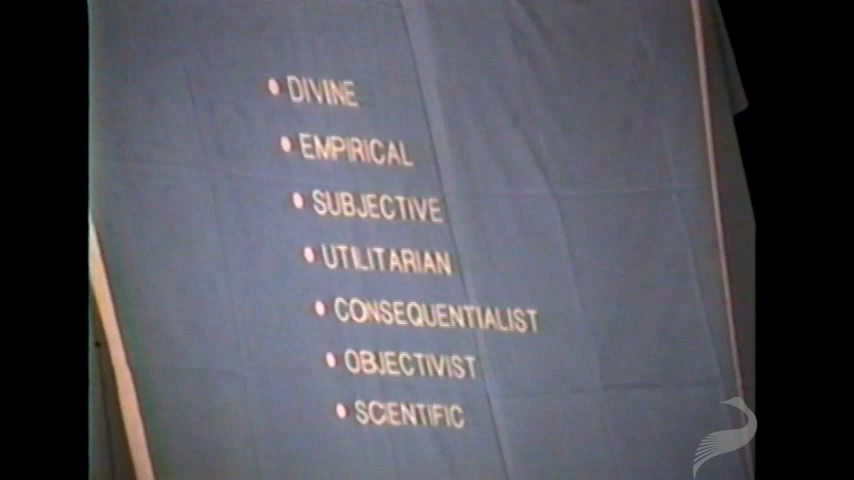 • DIVINE
• EMPIRICAL
• SUBJECTIVE
• UTILITARIAN
• CONSEQUENTIALIST
• OBJECTIVIST
• SCIENTIFIC